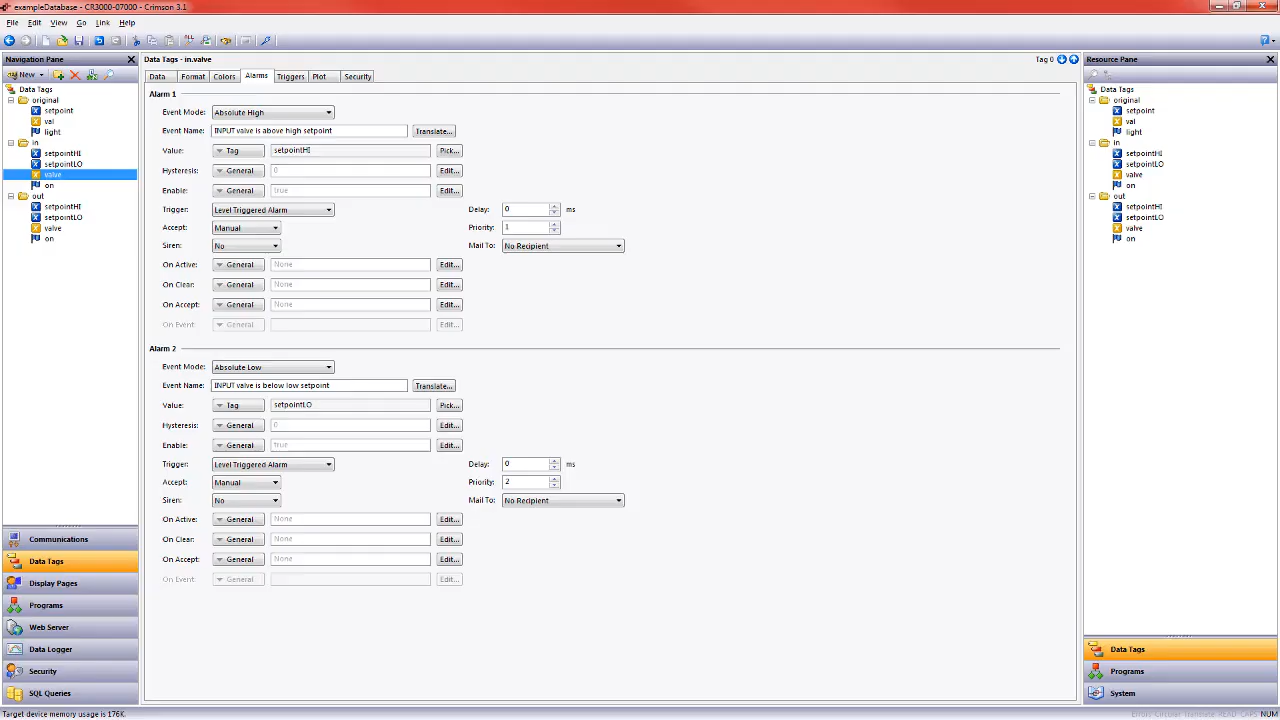 exampleDatabase - CR3000-07000 - Crimson 3.1
File Edit View Go Link Help
Navigation Pane
New
Data Tags
original
setpoint
val
light
in
setpointHI
setpointLO
valve
on
out
setpointHI
setpointLO
valve
on
Communications
Data Tags
Display Pages
Programs
Web Server
Data Logger
Security
SQL Queries
Data Tags - in.valve
Tag 0
Data Format Colors Alarms Triggers Plot Security
Alarm 1
Event Mode: Absolute High
Event Name: INPUT valve is above high setpoint Translate...
Value: Tag setpointHI Pick...
Hysteresis: General 0 Edit...
Enable: General true Edit...
Trigger: Level Triggered Alarm Delay: 0 ms
Accept: Manual Priority: 1
Siren: No Mail To: No Recipient
On Active: General None Edit...
On Clear: General None Edit...
On Accept: General None Edit...
On Event: General Edit...
Alarm 2
Event Mode: Absolute Low
Event Name: INPUT valve is below low setpoint Translate...
Value: Tag setpointLO Pick...
Hysteresis: General 0 Edit...
Enable: General true Edit...
Trigger: Level Triggered Alarm Delay: 0 ms
Accept: Manual Priority: 2
Siren: No Mail To: No Recipient
On Active: General None Edit...
On Clear: General None Edit...
On Accept: General None Edit...
On Event: General Edit...
Resource Pane
Data Tags
original
setpoint
val
light
in
setpointHI
setpointLO
valve
on
out
setpointHI
setpointLO
valve
on
Data Tags
Programs
System
Target device memory usage is 176K.
Errors Circular Translate READ CAPS NUM